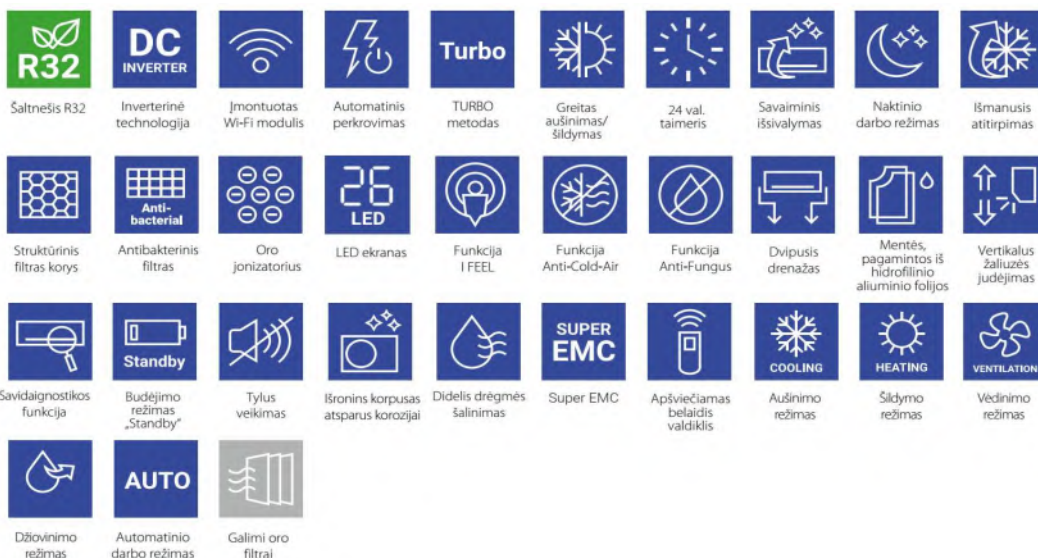 R32
DC
INVERTER
Turbo
Šaltnešis R32
Inverterinė
technologija
Įmontuotas
Wi-Fi modulis
Automatinis
perkrovimas
TURBO
metodas
Greitas
aušinimas/
šildymas
24 val.
taimeris
Savaiminis
išsivalymas
Naktinio
darbo režimas
Išmanusis
atitirpimas
Anti-
bacterial
26
LED
Struktūrinis
filtras korys
Antibakterinis
filtras
Oro
jonizatorius
LED ekranas
Funkcija
I FEEL
Funkcija
Anti-Cold-Air
Funkcija
Anti-Fungus
Dvipusis
drenažas
Mentės,
pagamintos iš
hidrofilinio
aliuminio folijos
Vertikalus
žaliuzės
judėjimas
Standby
SUPER
EMC
COOLING
HEATING
VENTILATION
Savidaignostikos
funkcija
Budėjimo
režimas
„Standby"
Tylus
veikimas
Išronins korpusas
atsparus korozijai
Didelis drėgmės
šalinimas
Super EMC
Apšviečiamas
belaidis
valdiklis
Aušinimo
režimas
Šildymo
režimas
Vėdinimo
režimas
AUTO
Džiovinimo
režimas
Automatinio
darbo režimas
Galimi oro
filtrai